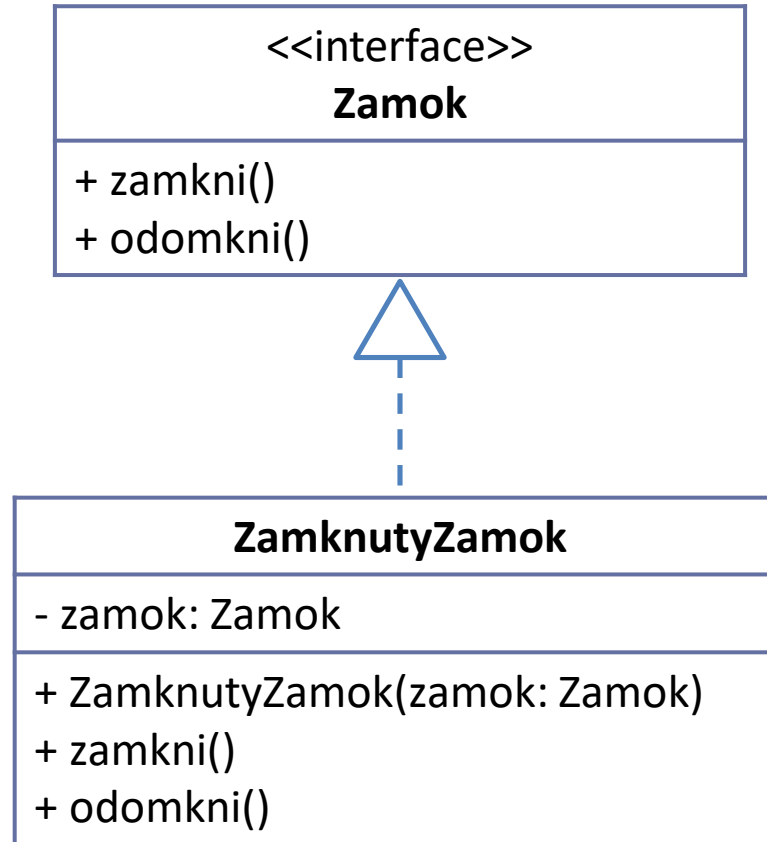 <<interface>>
Zamok
+ zamkni()
+ odomkni()
ZamknutyZamok
- zamok: Zamok
+ ZamknutyZamok(zamok: Zamok)
+ zamkni()
+ odomkni()